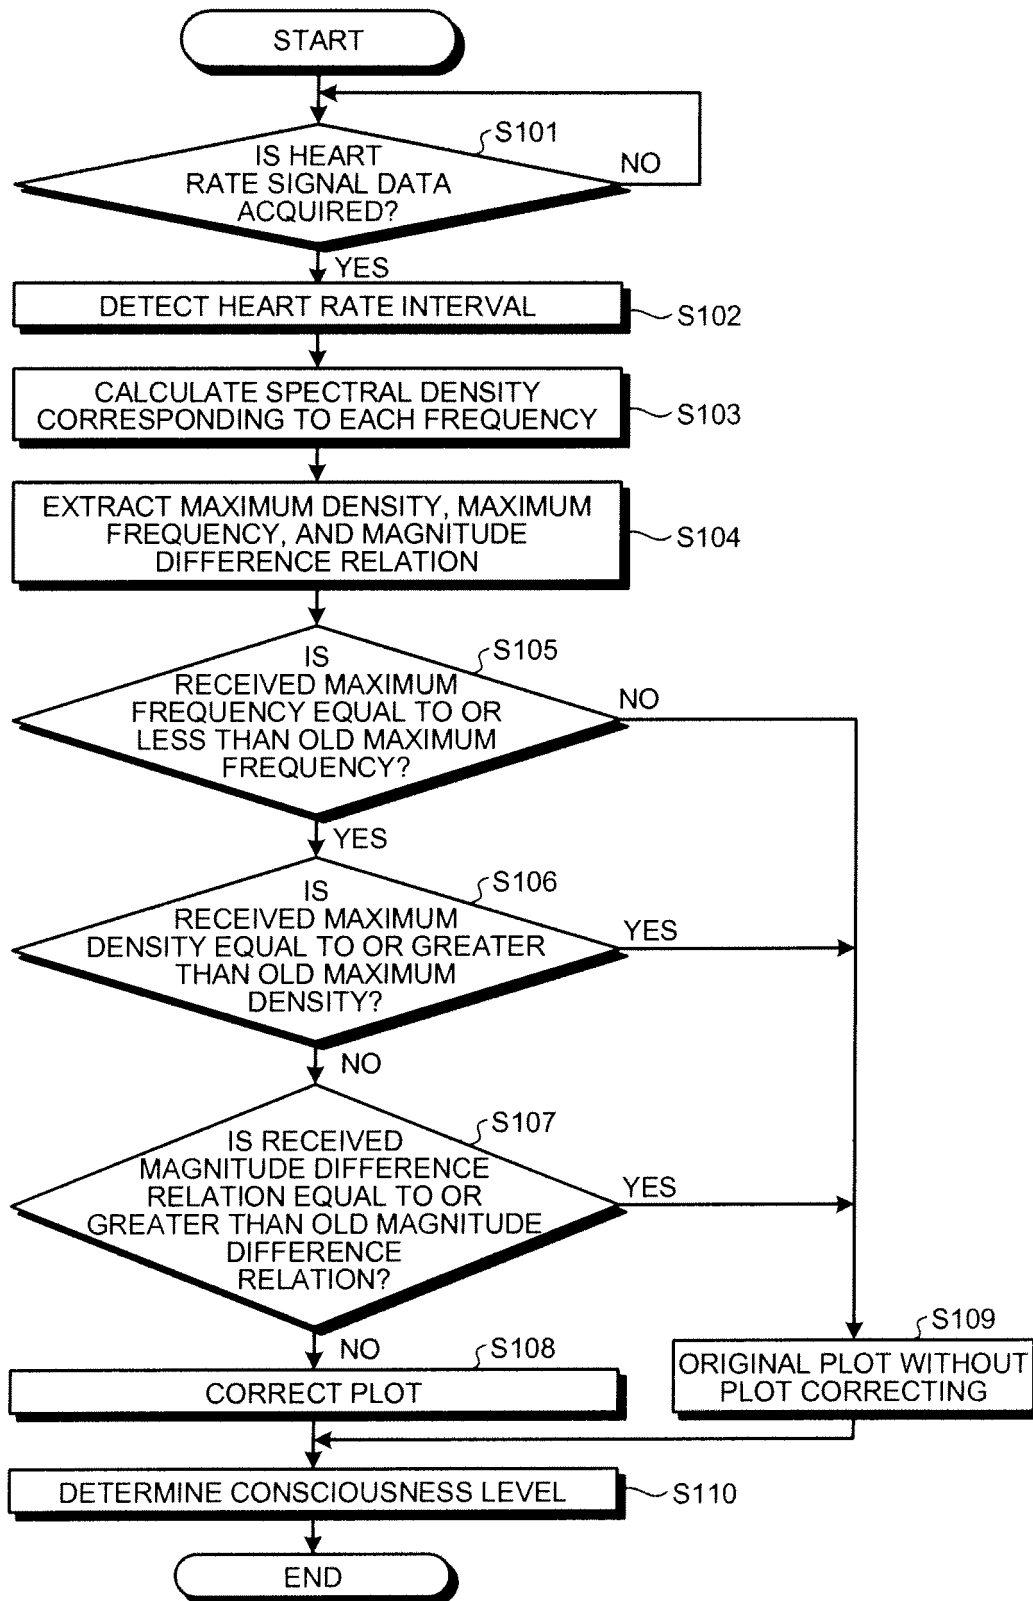 START
S101
IS HEART
RATE SIGNAL DATA
ACQUIRED?
NO
YES
DETECT HEART RATE INTERVAL
S102
CALCULATE SPECTRAL DENSITY
CORRESPONDING TO EACH FREQUENCY
S103
EXTRACT MAXIMUM DENSITY, MAXIMUM
FREQUENCY, AND MAGNITUDE
DIFFERENCE RELATION
S104
S105
IS
RECEIVED MAXIMUM
FREQUENCY EQUAL TO OR
LESS THAN OLD MAXIMUM
FREQUENCY?
NO
YES
S106
IS
RECEIVED MAXIMUM
DENSITY EQUAL TO OR GREATER
THAN OLD MAXIMUM
DENSITY?
YES
NO
S107
IS RECEIVED
MAGNITUDE DIFFERENCE
RELATION EQUAL TO OR
GREATER THAN OLD MAGNITUDE
DIFFERENCE
RELATION?
YES
NO
S108
CORRECT PLOT
S109
ORIGINAL PLOT WITHOUT
PLOT CORRECTING
DETERMINE CONSCIOUSNESS LEVEL
S110
END